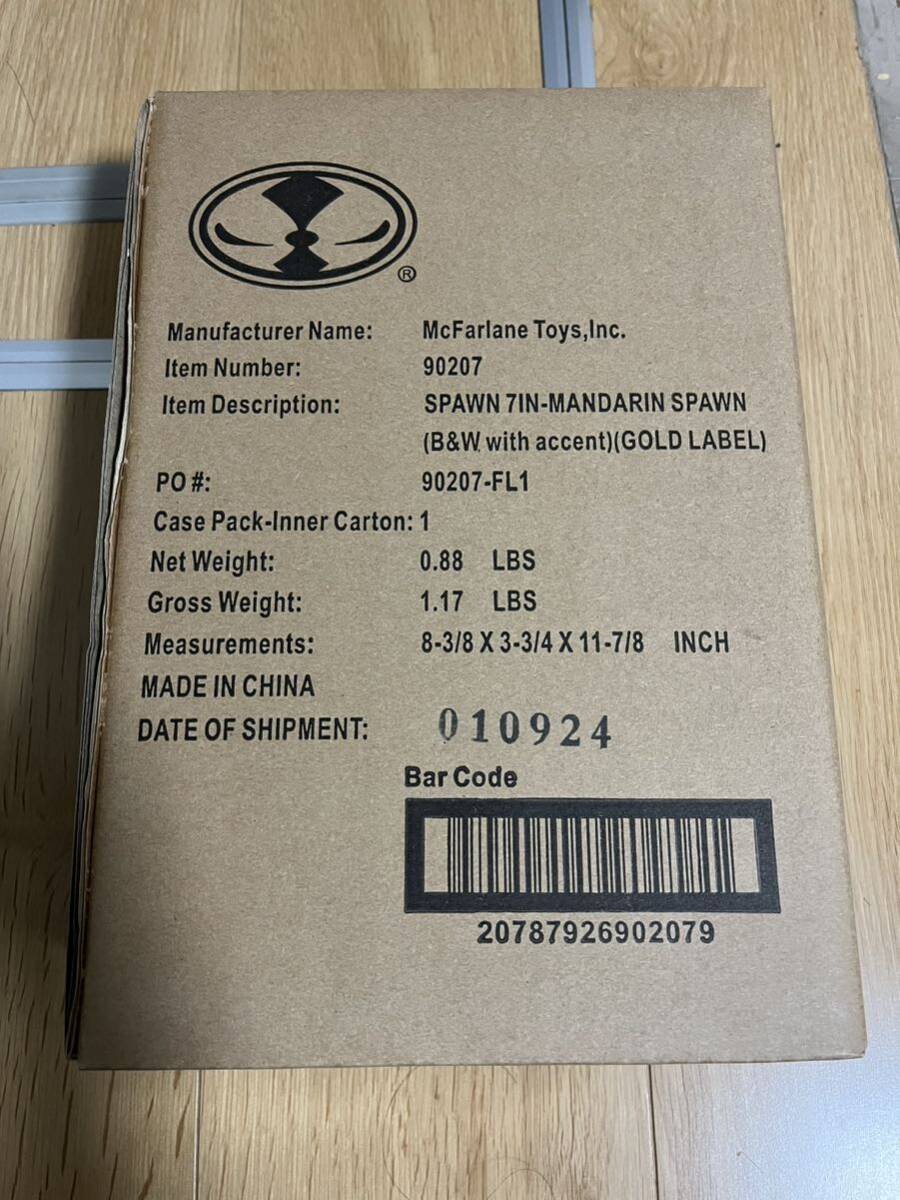 ®
Manufacturer Name: McFarlane Toys,Inc.
Item Number: 90207
Item Description: SPAWN 7IN-MANDARIN SPAWN
(B&W with accent)(GOLD LABEL)
PO #: 90207-FL1
Case Pack-Inner Carton: 1
Net Weight: 0.88 LBS
Gross Weight: 1.17 LBS
Measurements: 8-3/8 X 3-3/4 X 11-7/8 INCH
MADE IN CHINA
DATE OF SHIPMENT: 010924
Bar Code
20787926902079